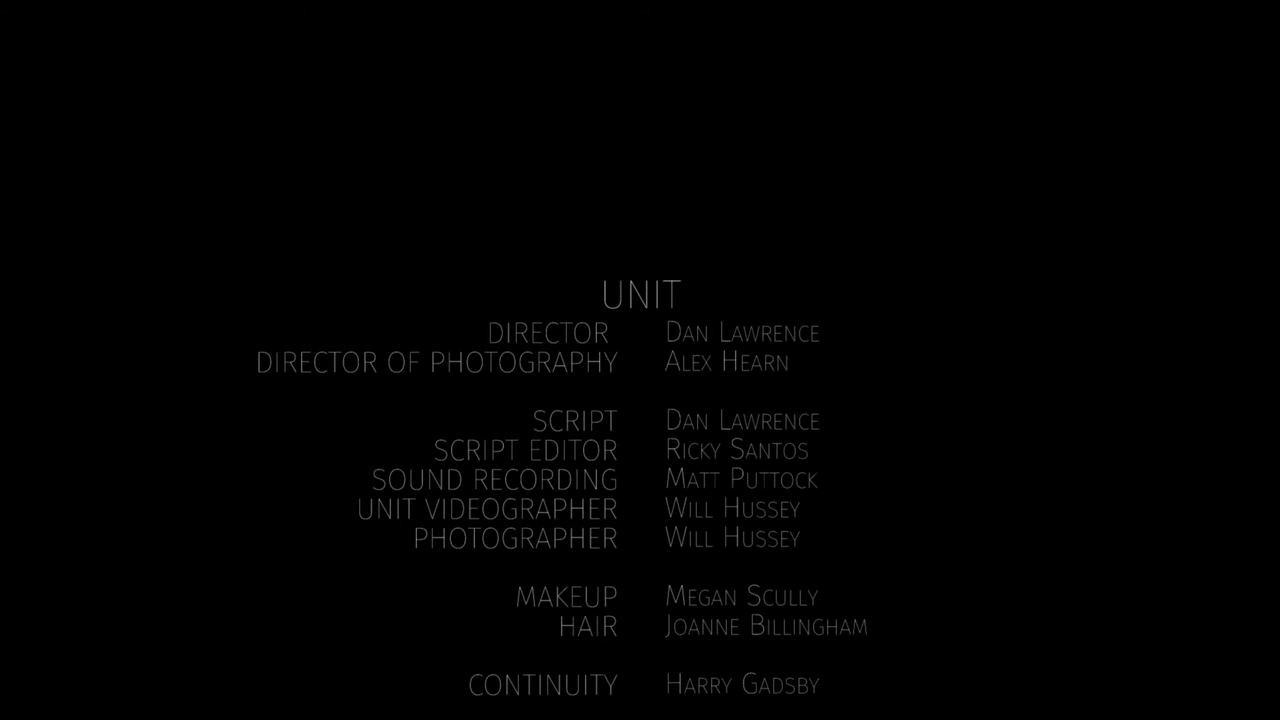 UNIT
DIRECTOR Dan Lawrence
DIRECTOR OF PHOTOGRAPHY Alex Hearn
SCRIPT Dan Lawrence
SCRIPT EDITOR Ricky Santos
SOUND RECORDING Matt Puttock
UNIT VIDEOGRAPHER Will Hussey
PHOTOGRAPHER Will Hussey
MAKEUP Megan Scully
HAIR Joanne Billingham
CONTINUITY Harry Gadsby